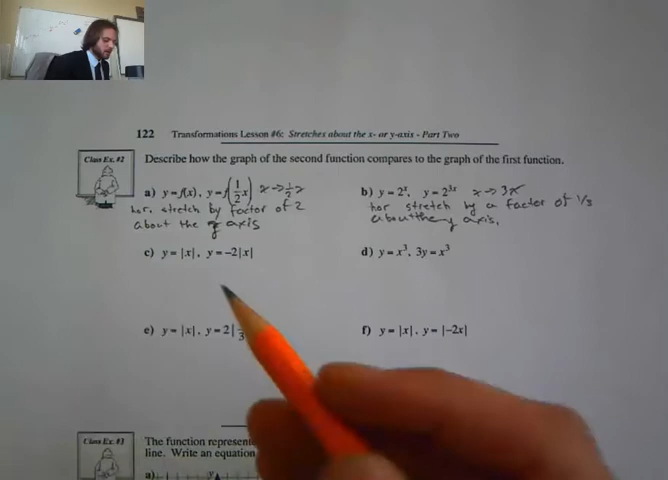 122 Transformations Lesson #6: Stretches about the x- or y-axis - Part Two
Class Ex. #2
Describe how the graph of the second function compares to the graph of the first function.
a) y = f(x), y = f(1/2 x) x → 1/2 x
hor. stretch by factor of 2
about the y axis
b) y = 2^x, y = 2^3x x → 3x
hor stretch by a factor of 1/3
about the y axis.
c) y = |x|, y = -2|x|
d) y = x³, 3y = x³
e) y = |x|, y = 2|
f) y = |x|, y = |-2x|
Class Ex. #3
The function represent
line. Write an equation
a)
y